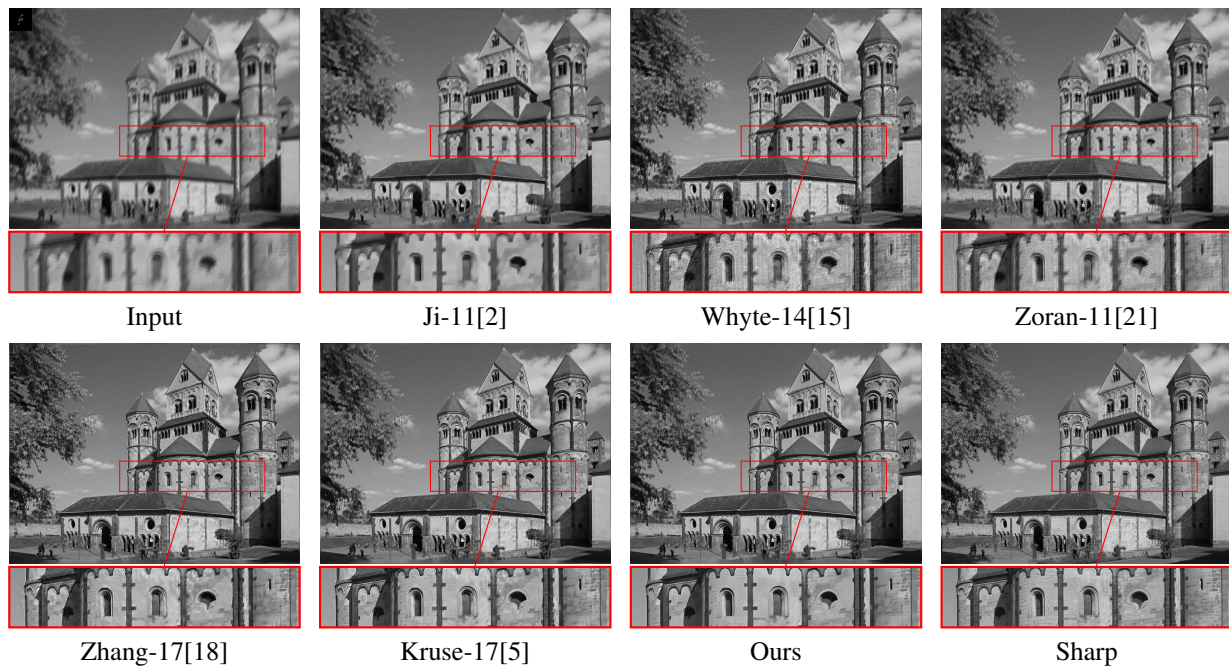 Input
Ji-11[2]
Whyte-14[15]
Zoran-11[21]
Zhang-17[18]
Kruse-17[5]
Ours
Sharp